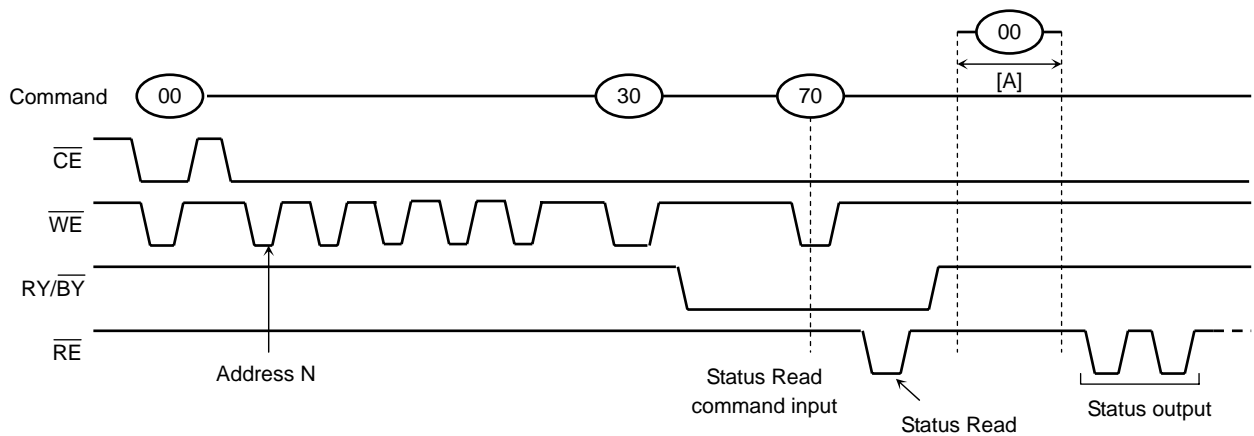 00
[A]
Command 00 30 70
CE
WE
RY/BY
RE
Address N
Status Read
command input
Status Read
Status output